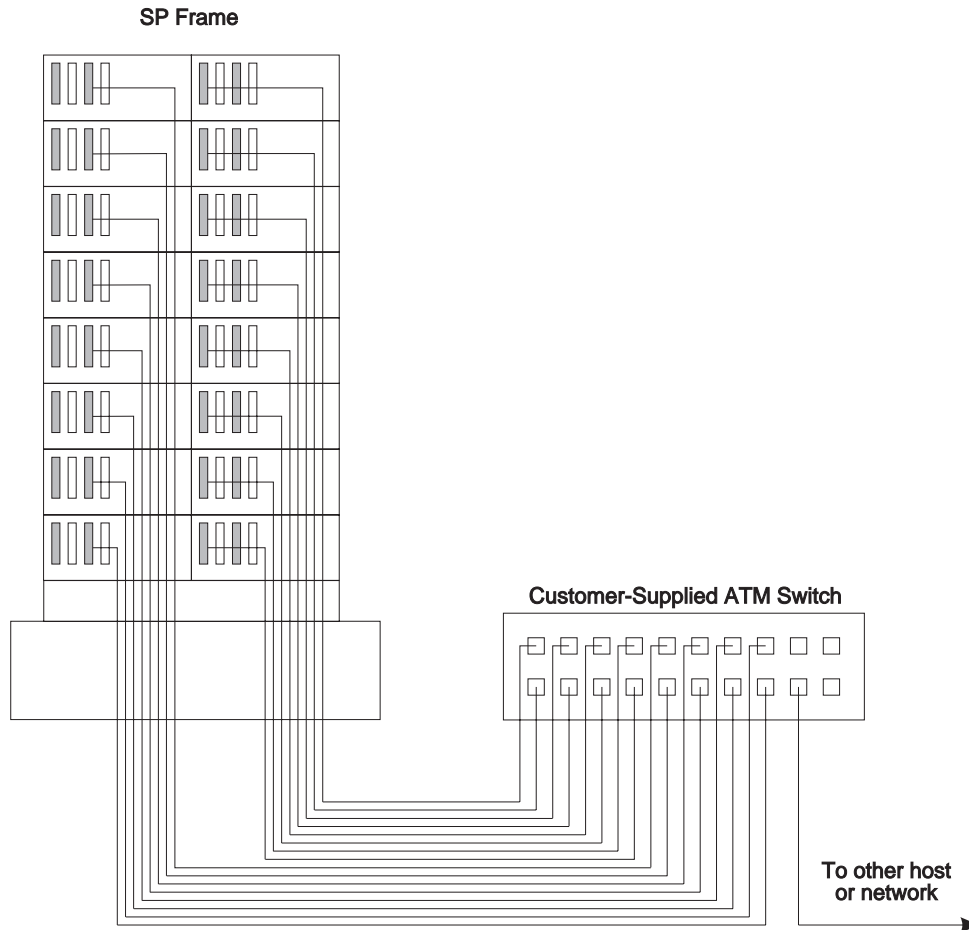 SP Frame
Customer-Supplied ATM Switch
To other host
or network